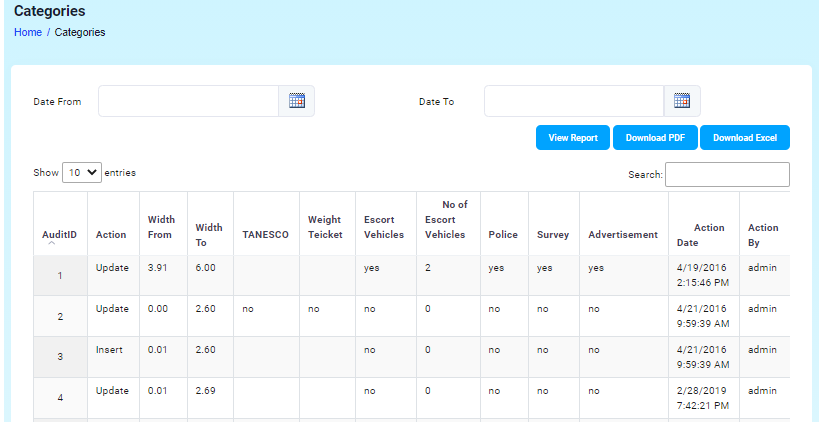 Categories
Home / Categories
Date From
Date To
View Report Download PDF Download Excel
Show 10 entries
Search:
AuditID Action Width From Width To TANESCO Weight Teicket Escort Vehicles No of Escort Vehicles Police Survey Advertisement Action Date Action By
1 Update 3.91 6.00 yes 2 yes yes yes 4/19/2016 2:15:46 PM admin
2 Update 0.00 2.60 no no no 0 no no no 4/21/2016 9:59:39 AM admin
3 Insert 0.01 2.60 no 0 no no no 4/21/2016 9:59:39 AM admin
4 Update 0.01 2.69 no 0 no no no 2/28/2019 7:42:21 PM admin